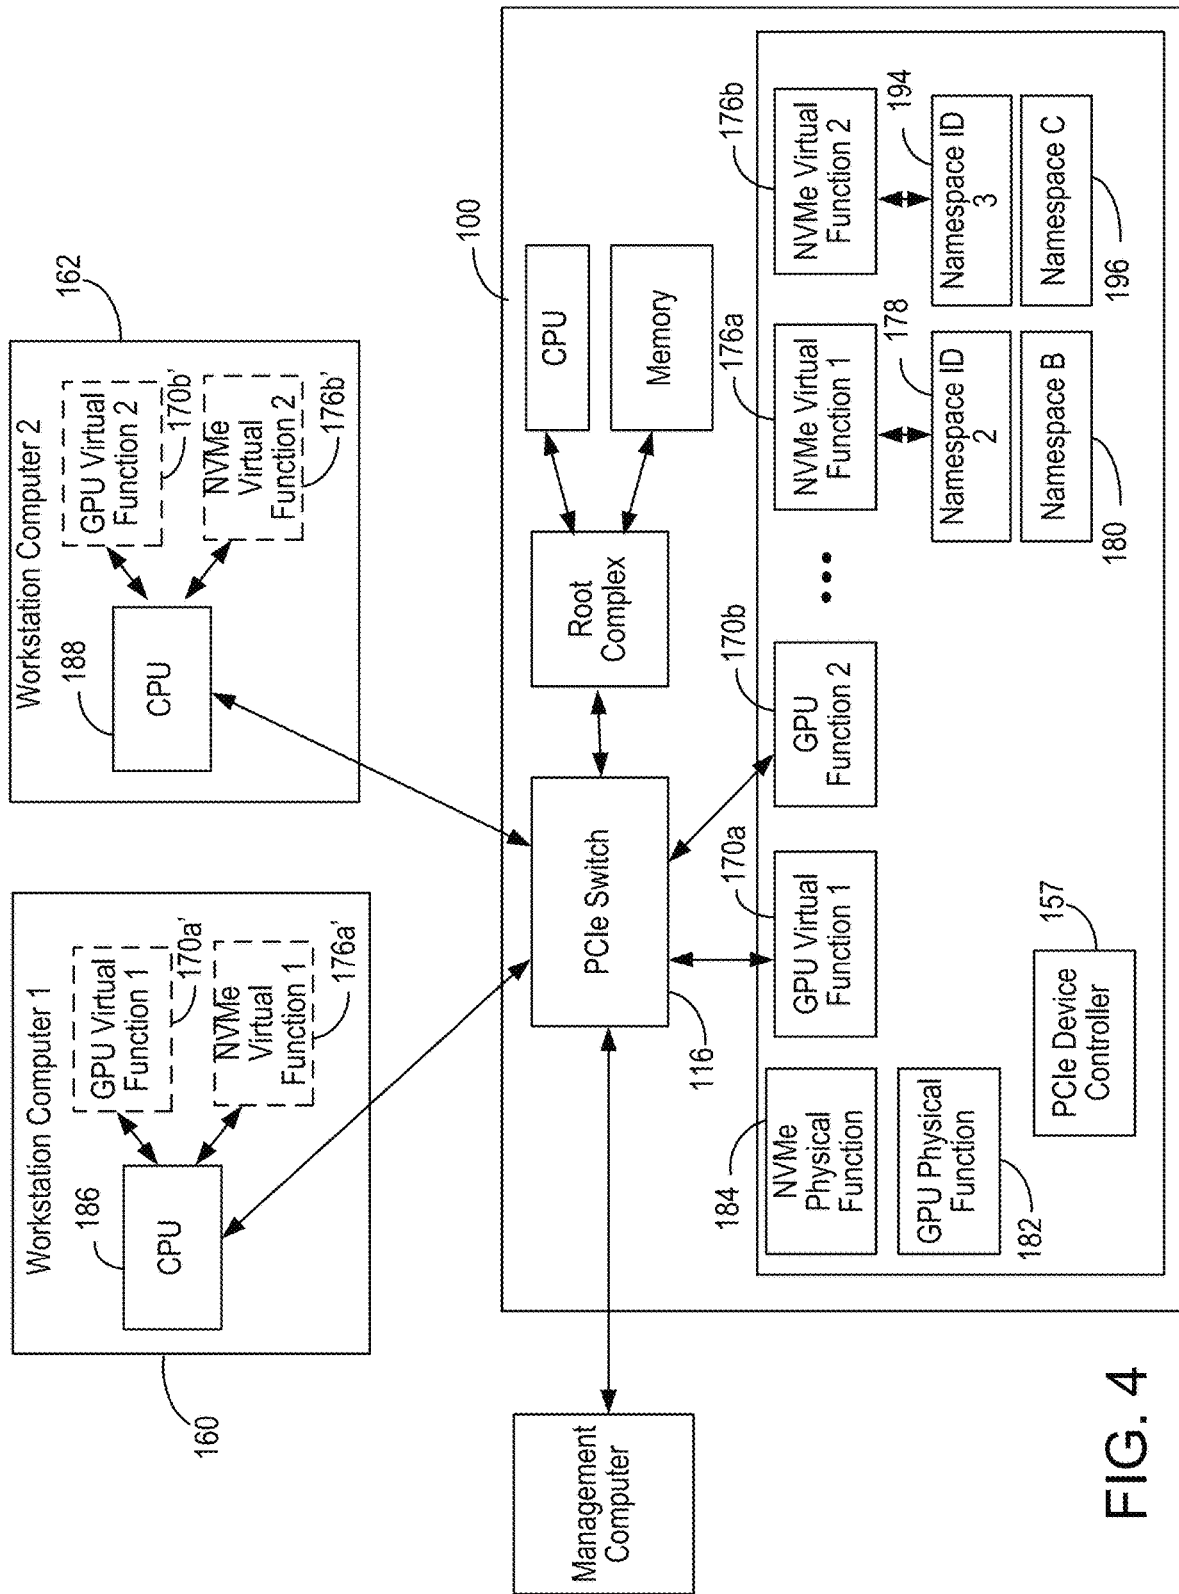 Workstation Computer 1
186
CPU
GPU Virtual
Function 1
170a'
NVMe
Virtual
Function 1
176a'
160
Workstation Computer 2
162
188
CPU
GPU Virtual
Function 2
170b'
NVMe
Virtual
Function 2
176b'
Management
Computer
100
PCIe Switch
116
Root
Complex
CPU
Memory
184
NVMe
Physical
Function
GPU Physical
Function
182
157
PCIe Device
Controller
170a
GPU Virtual
Function 1
170b
GPU
Function 2
176a
NVMe Virtual
Function 1
178
Namespace ID
2
Namespace B
180
176b
NVMe Virtual
Function 2
194
Namespace ID
3
Namespace C
196
FIG. 4